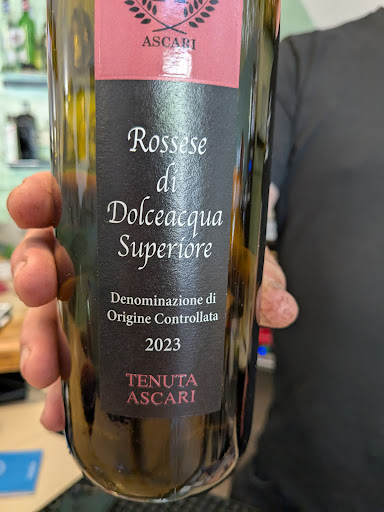 ASCARI
Rossese
di
Dolceacqua
Superiore
Denominazione di
Origine Controllata
2023
TENUTA
ASCARI